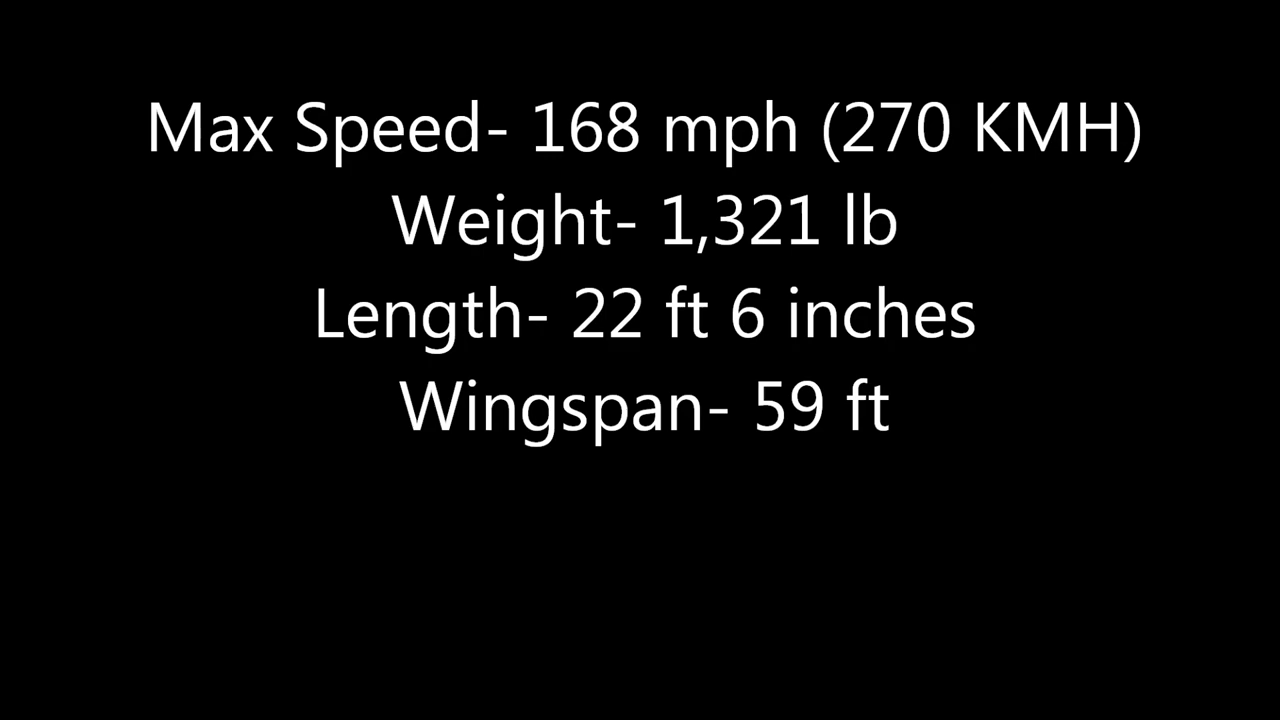 Max Speed- 168 mph (270 KMH)
Weight- 1,321 lb
Length- 22 ft 6 inches
Wingspan- 59 ft